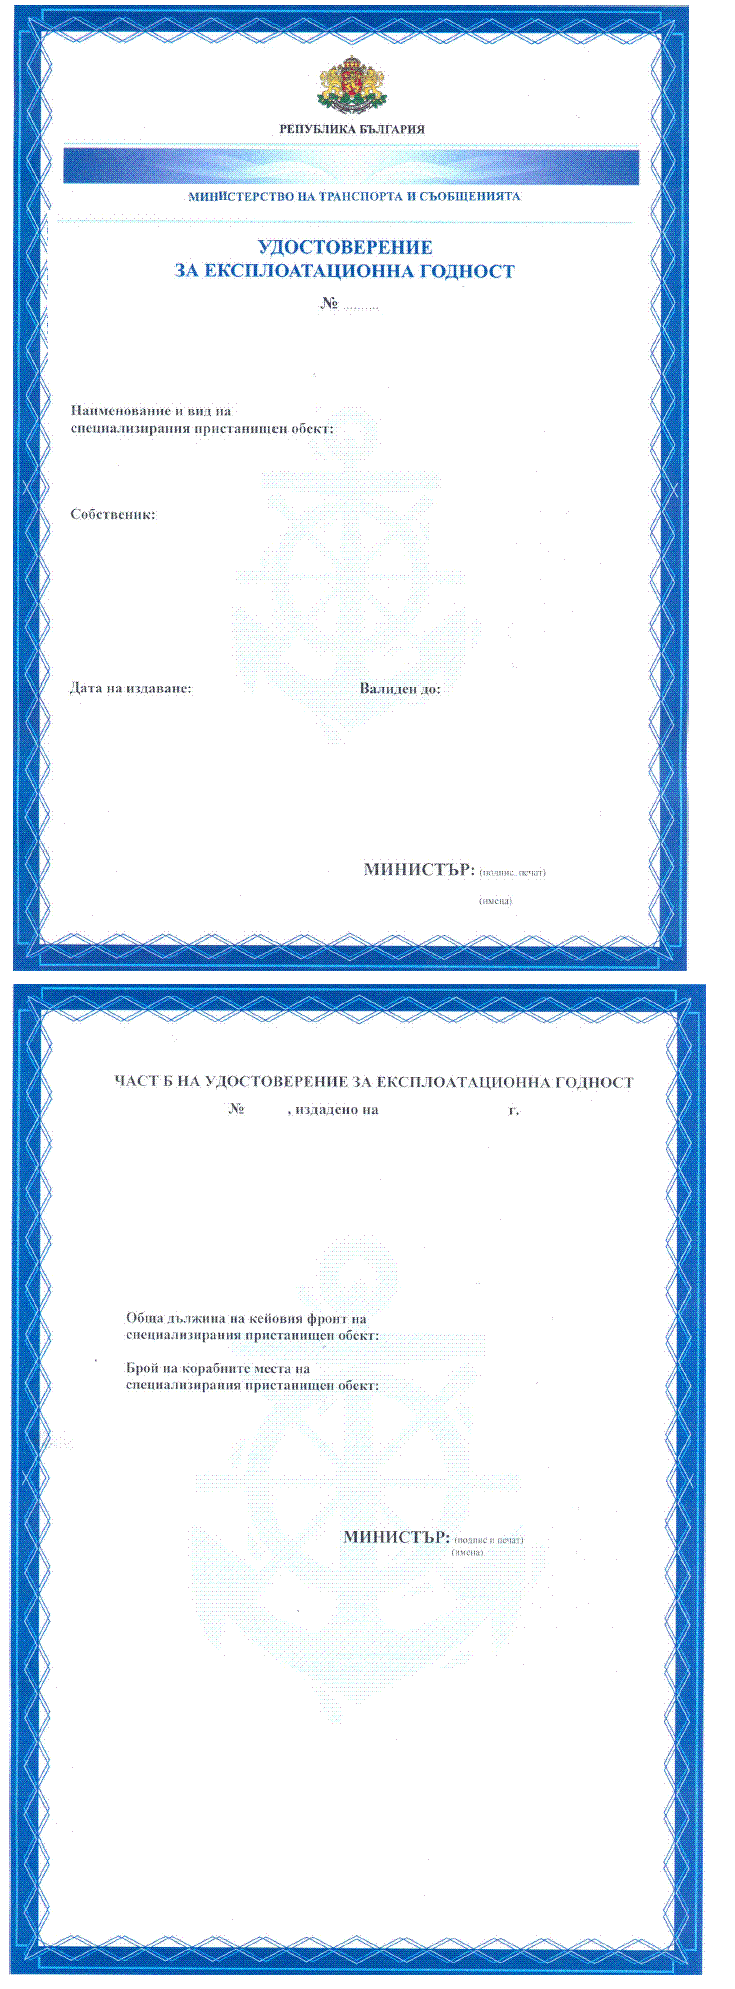 РЕПУБЛИКА БЪЛГАРИЯ
МИНИСТЕРСТВО НА ТРАНСПОРТА И СЪОБЩЕНИЯТА
УДОСТОВЕРЕНИЕ
ЗА ЕКСПЛОАТАЦИОННА ГОДНОСТ
№ ..........
Наименование и вид на
специализирания пристанищен обект:
Собственик:
Дата на издаване: Валиден до:
МИНИСТЪР: (подпис, печат)
(имена)
ЧАСТ Б НА УДОСТОВЕРЕНИЕ ЗА ЕКСПЛОАТАЦИОННА ГОДНОСТ
№ , издадено на г.
Обща дължина на кейовия фронт на
специализирания пристанищен обект:
Брой на корабните места на
специализирания пристанищен обект:
МИНИСТЪР: (подпис и печат)
(имена)